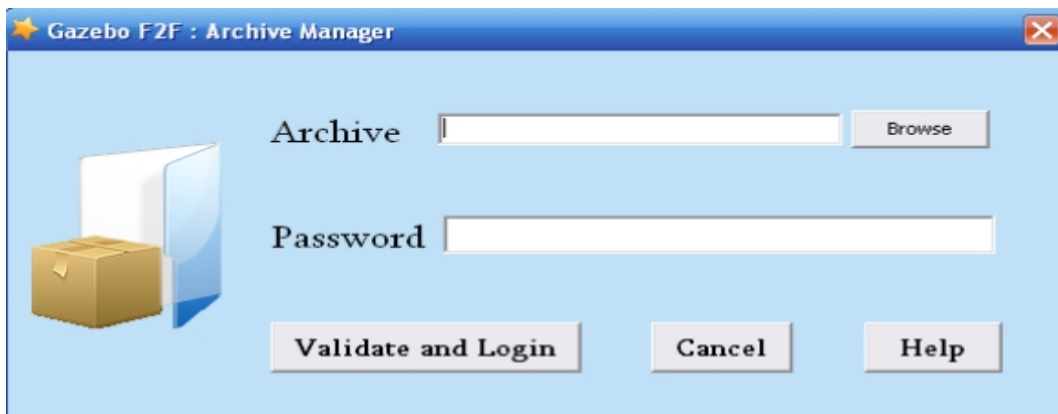 Gazebo F2F : Archive Manager
Archive
Browse
Password
Validate and Login
Cancel
Help